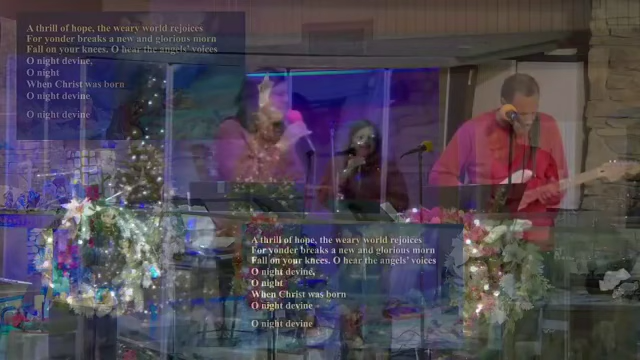 A thrill of hope, the weary world rejoices
For yonder breaks a new and glorious morn
Fall on your knees, O hear the angels' voices
O night devine,
O night
When Christ was born
O night devine
O night devine
A thrill of hope, the weary world rejoices
For yonder breaks a new and glorious morn
Fall on your knees, O hear the angels' voices
O night devine,
O night
When Christ was born
O night devine
O night devine